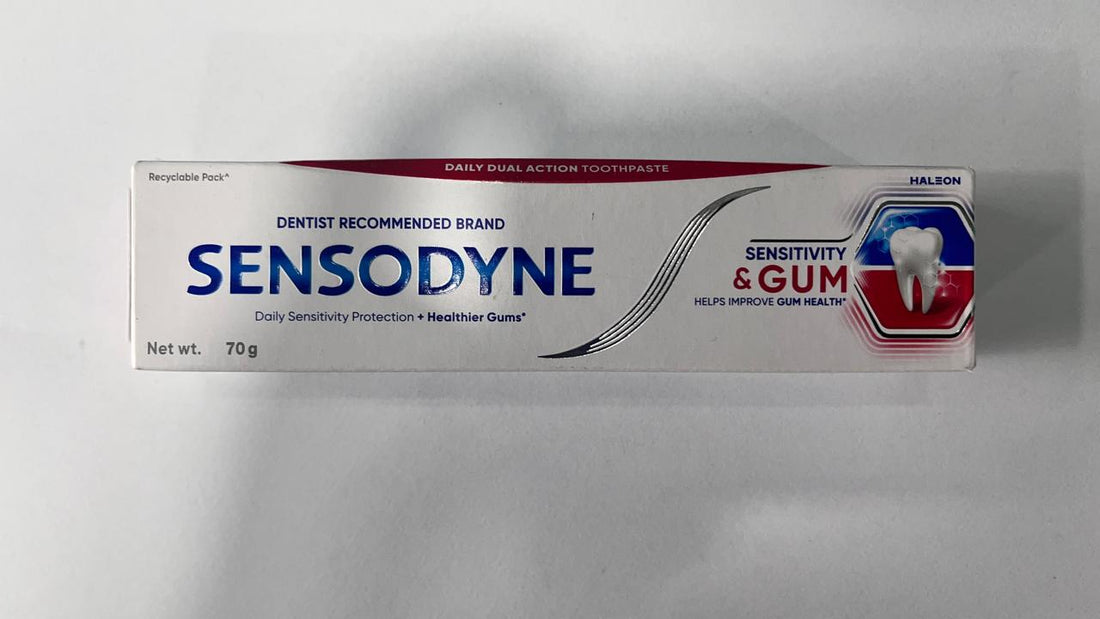 DAILY DUAL ACTION TOOTHPASTE
Recyclable Pack^
HALEON
DENTIST RECOMMENDED BRAND
SENSODYNE
Daily Sensitivity Protection + Healthier Gums*
SENSITIVITY
& GUM
HELPS IMPROVE GUM HEALTH*
Net wt. 70 g